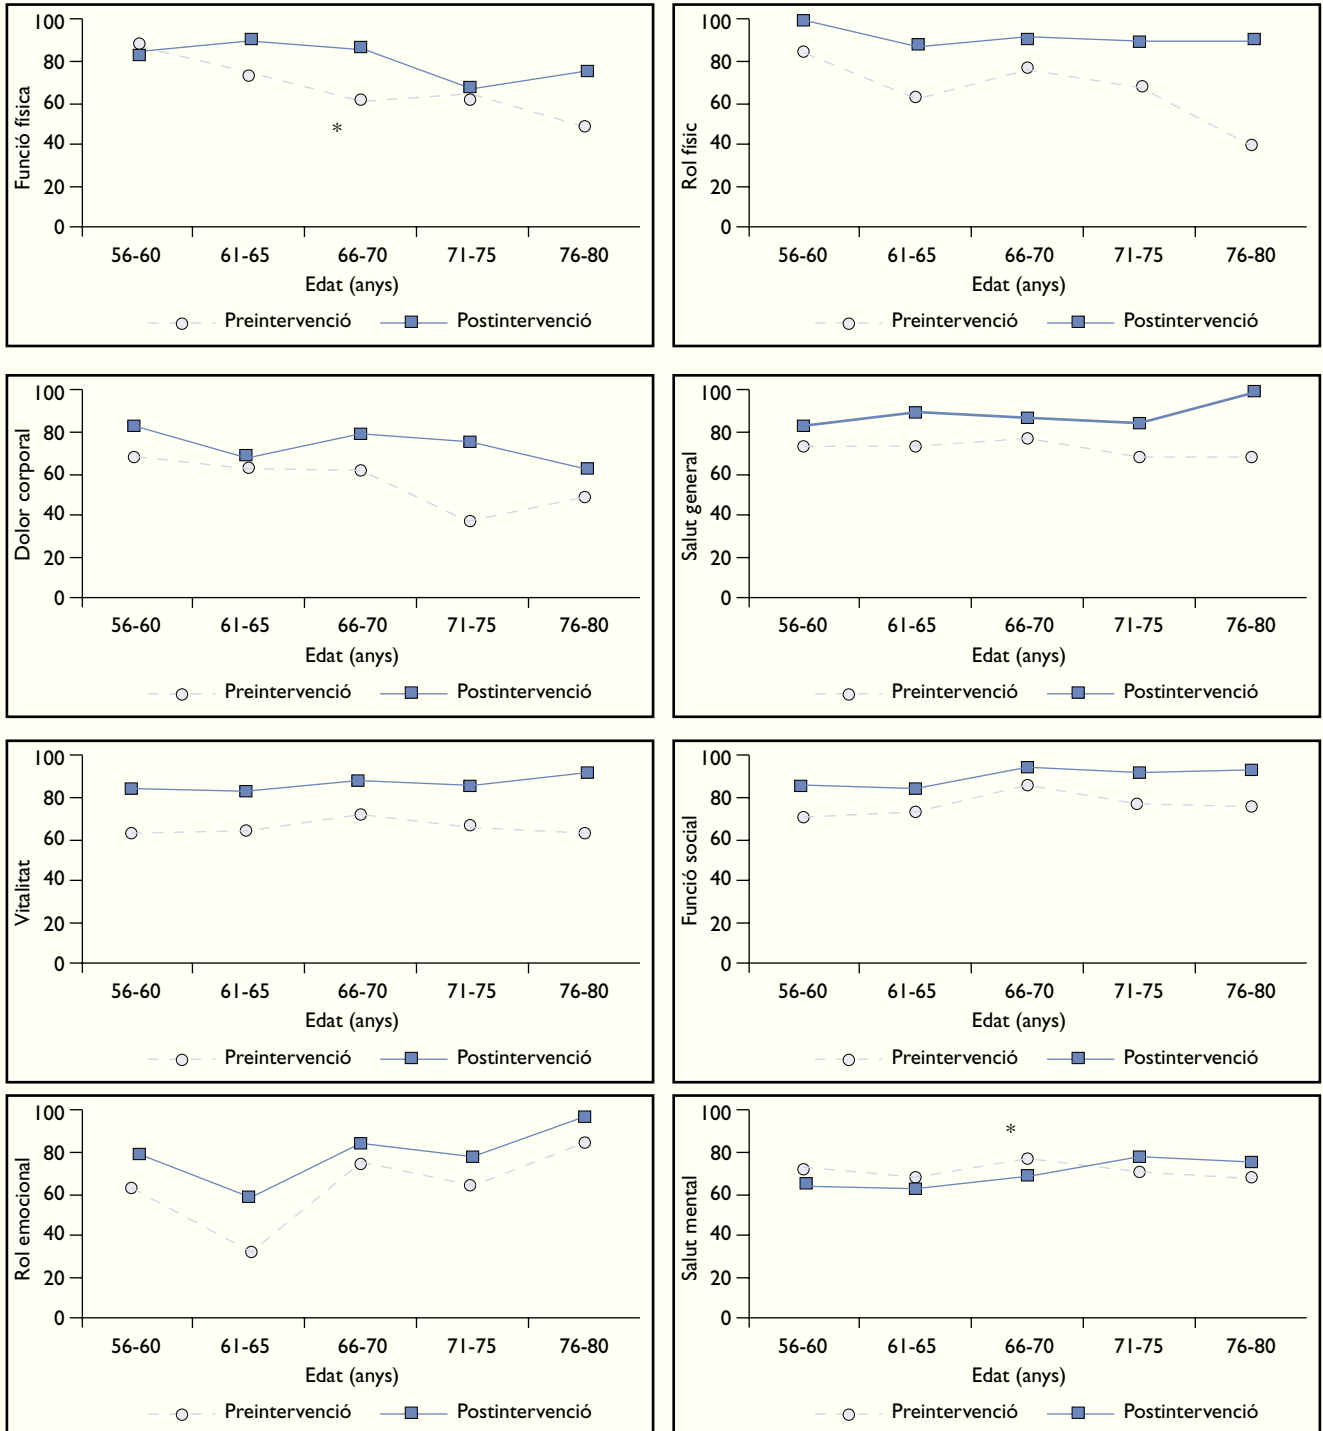 Funció física
100
80
60
40
20
0
*
56-60 61-65 66-70 71-75 76-80
Edat (anys)
Preintervenció Postintervenció
Rol físic
100
80
60
40
20
0
56-60 61-65 66-70 71-75 76-80
Edat (anys)
Preintervenció Postintervenció
Dolor corporal
100
80
60
40
20
0
56-60 61-65 66-70 71-75 76-80
Edat (anys)
Preintervenció Postintervenció
Salut general
100
80
60
40
20
0
56-60 61-65 66-70 71-75 76-80
Edat (anys)
Preintervenció Postintervenció
Vitalitat
100
80
60
40
20
0
56-60 61-65 66-70 71-75 76-80
Edat (anys)
Preintervenció Postintervenció
Funció social
100
80
60
40
20
0
56-60 61-65 66-70 71-75 76-80
Edat (anys)
Preintervenció Postintervenció
Rol emocional
100
80
60
40
20
0
56-60 61-65 66-70 71-75 76-80
Edat (anys)
Preintervenció Postintervenció
Salut mental
100
80
60
40
20
0
*
56-60 61-65 66-70 71-75 76-80
Edat (anys)
Preintervenció Postintervenció